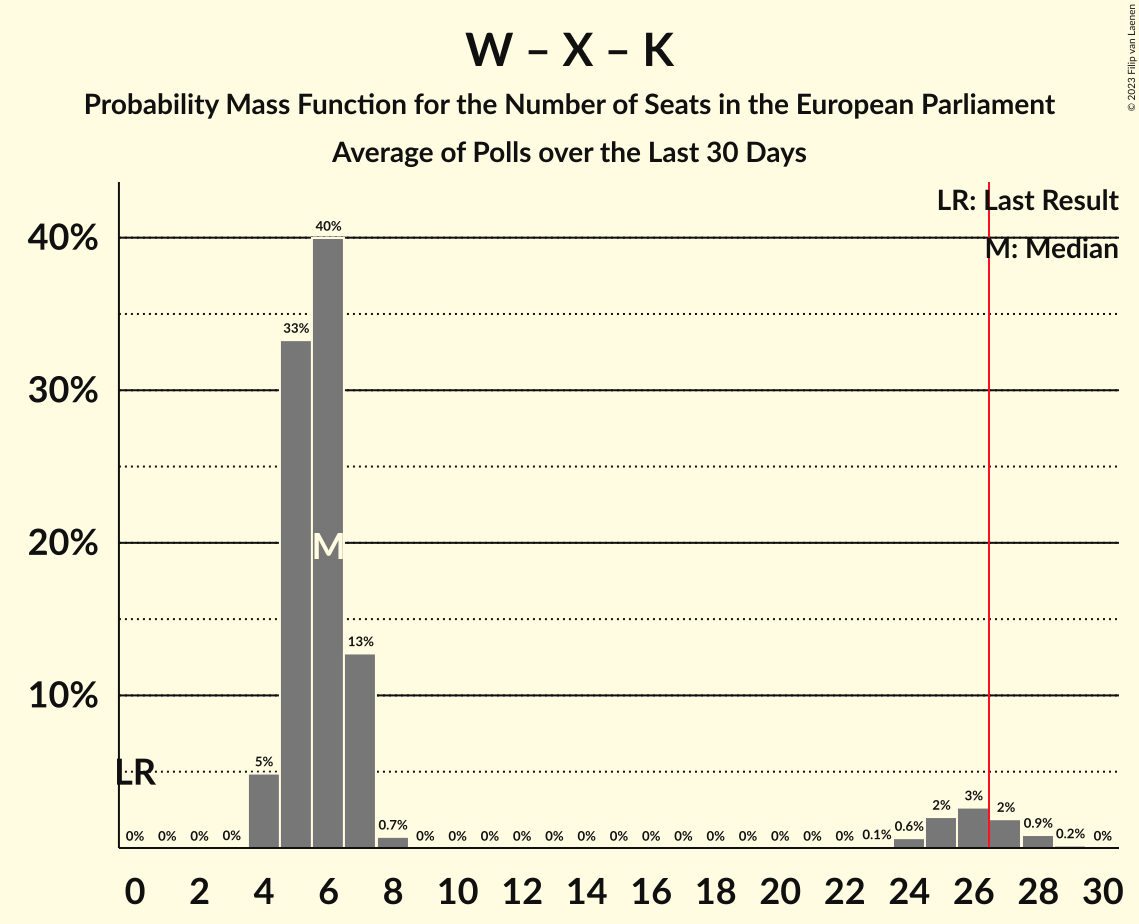 W – X – K
Probability Mass Function for the Number of Seats in the European Parliament
Average of Polls over the Last 30 Days
© 2023 Filip van Laenen
LR: Last Result
M: Median
40%
30%
20%
10%
LR
M
0% 0% 0% 0% 5% 33% 40% 13% 0.7% 0% 0% 0% 0% 0% 0% 0% 0% 0% 0% 0% 0% 0% 0% 0.1% 0.6% 2% 3% 2% 0.9% 0.2% 0%
0 2 4 6 8 10 12 14 16 18 20 22 24 26 28 30